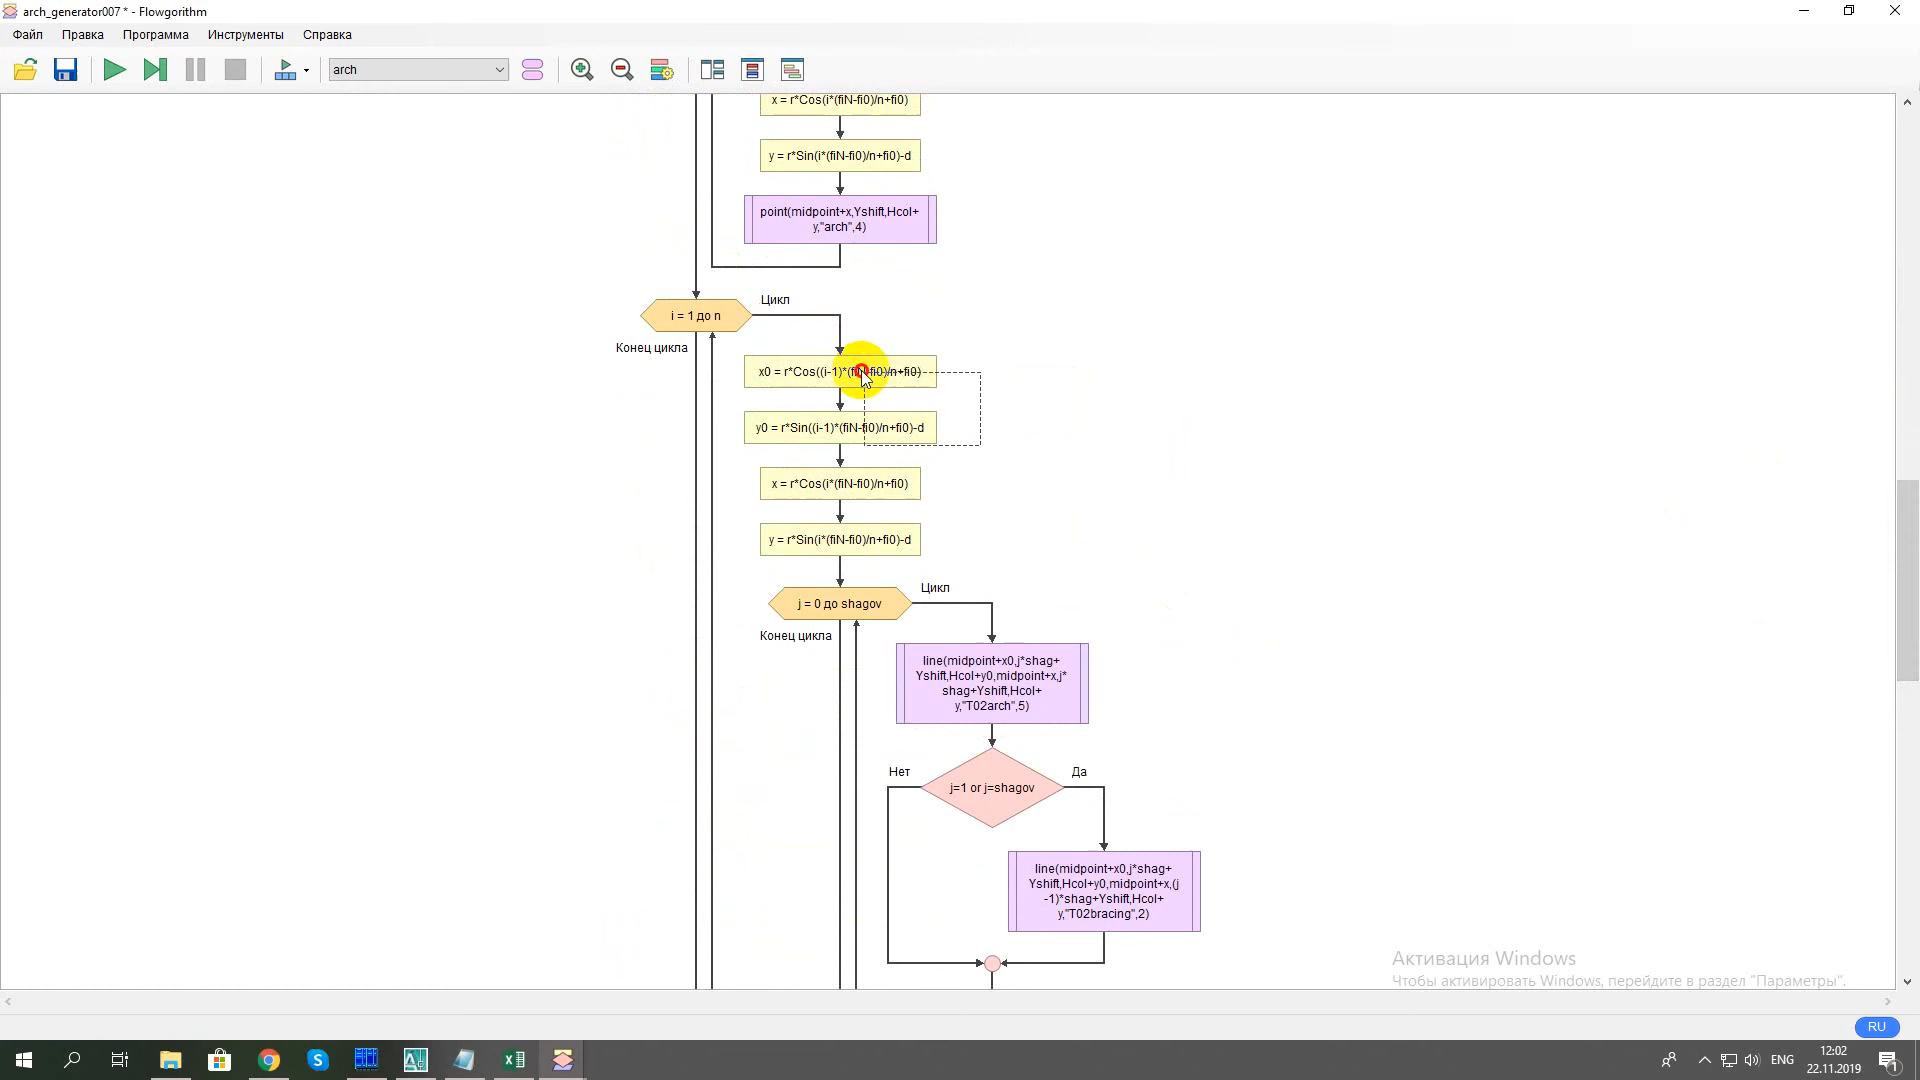 arch_generator007 * - Flowgorithm
Файл Правка Программа Инструменты Справка
arch
x = r*Cos(i*(fiN-fi0)/n+fi0)
y = r*Sin(i*(fiN-fi0)/n+fi0)-d
point(midpoint+x,Yshift,Hcol+
y,"arch",4)
Цикл
i = 1 до n
Конец цикла
x0 = r*Cos((i-1)*(fiN-fi0)/n+fi0)
y0 = r*Sin((i-1)*(fiN-fi0)/n+fi0)-d
x = r*Cos(i*(fiN-fi0)/n+fi0)
y = r*Sin(i*(fiN-fi0)/n+fi0)-d
Цикл
j = 0 до shagov
Конец цикла
line(midpoint+x0,j*shag+
Yshift,Hcol+y0,midpoint+x,j*
shag+Yshift,Hcol+
y,"T02arch",5)
Нет Да
j=1 or j=shagov
line(midpoint+x0,j*shag+
Yshift,Hcol+y0,midpoint+x,(j
-1)*shag+Yshift,Hcol+
y,"T02bracing",2)
Активация Windows
Чтобы активировать Windows, перейдите в раздел "Параметры".
RU
ENG
12:02
22.11.2019
1